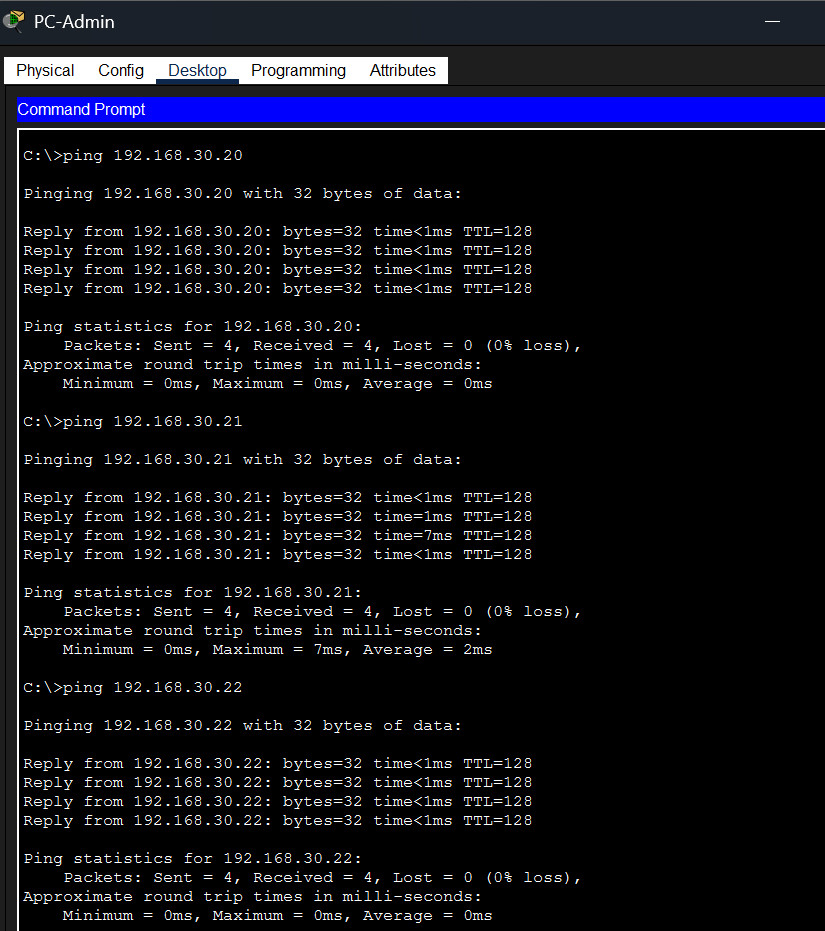 PC-Admin
Physical Config Desktop Programming Attributes
Command Prompt
C:\>ping 192.168.30.20
Pinging 192.168.30.20 with 32 bytes of data:
Reply from 192.168.30.20: bytes=32 time<1ms TTL=128
Reply from 192.168.30.20: bytes=32 time<1ms TTL=128
Reply from 192.168.30.20: bytes=32 time<1ms TTL=128
Reply from 192.168.30.20: bytes=32 time<1ms TTL=128
Ping statistics for 192.168.30.20:
    Packets: Sent = 4, Received = 4, Lost = 0 (0% loss),
Approximate round trip times in milli-seconds:
    Minimum = 0ms, Maximum = 0ms, Average = 0ms
C:\>ping 192.168.30.21
Pinging 192.168.30.21 with 32 bytes of data:
Reply from 192.168.30.21: bytes=32 time<1ms TTL=128
Reply from 192.168.30.21: bytes=32 time=1ms TTL=128
Reply from 192.168.30.21: bytes=32 time=7ms TTL=128
Reply from 192.168.30.21: bytes=32 time<1ms TTL=128
Ping statistics for 192.168.30.21:
    Packets: Sent = 4, Received = 4, Lost = 0 (0% loss),
Approximate round trip times in milli-seconds:
    Minimum = 0ms, Maximum = 7ms, Average = 2ms
C:\>ping 192.168.30.22
Pinging 192.168.30.22 with 32 bytes of data:
Reply from 192.168.30.22: bytes=32 time<1ms TTL=128
Reply from 192.168.30.22: bytes=32 time<1ms TTL=128
Reply from 192.168.30.22: bytes=32 time<1ms TTL=128
Reply from 192.168.30.22: bytes=32 time<1ms TTL=128
Ping statistics for 192.168.30.22:
    Packets: Sent = 4, Received = 4, Lost = 0 (0% loss),
Approximate round trip times in milli-seconds:
    Minimum = 0ms, Maximum = 0ms, Average = 0ms